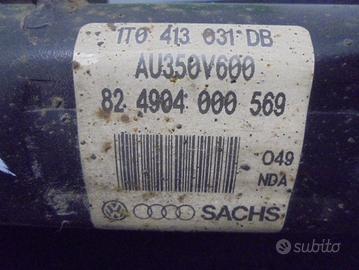 1T0 413 031 DB
AU350V600
82 4904 000 569
049
NDA
SACHS
subito